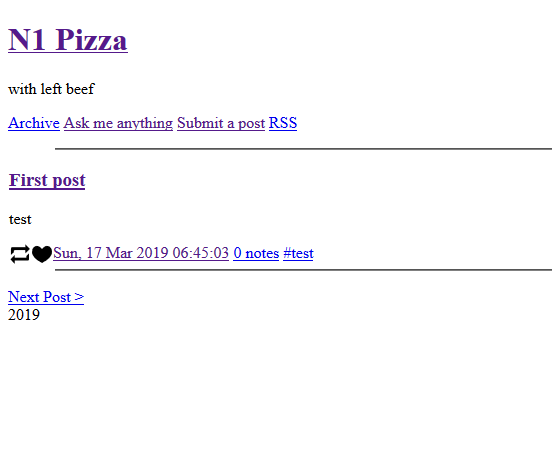 N1 Pizza
with left beef
Archive Ask me anything Submit a post RSS
First post
test
Sun, 17 Mar 2019 06:45:03 0 notes #test
Next Post >
2019